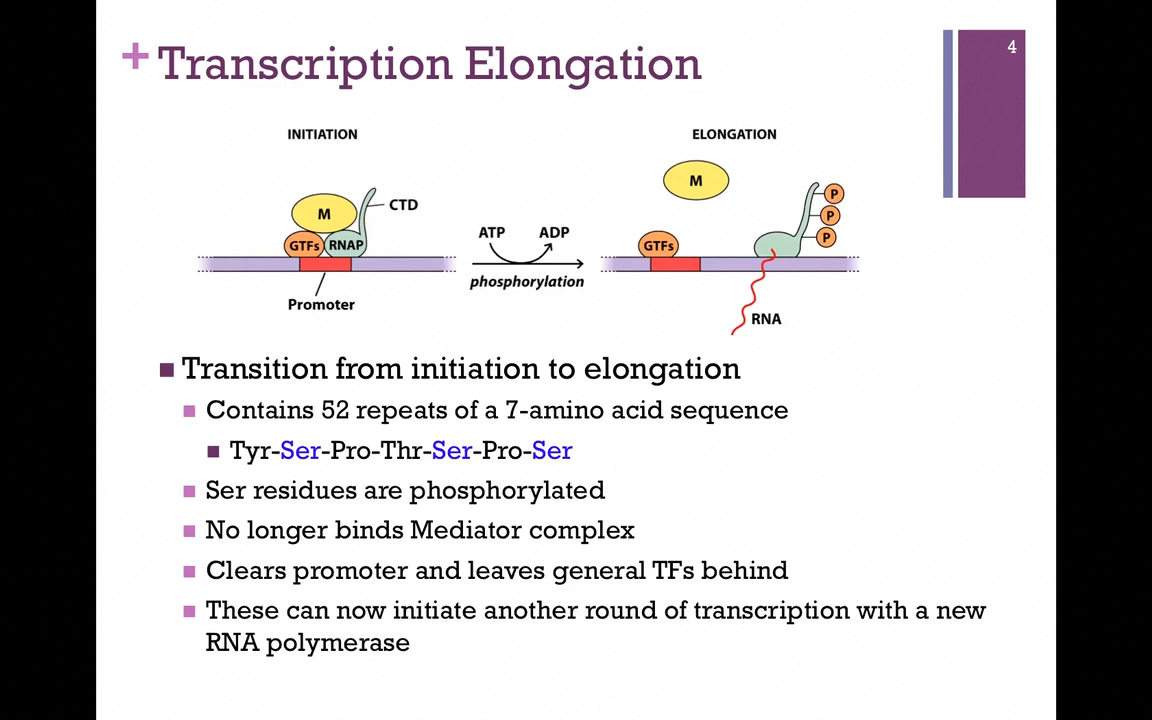 + Transcription Elongation
4
INITIATION
ELONGATION
M
CTD
GTFs
RNAP
Promoter
ATP
ADP
phosphorylation
M
P
P
P
GTFs
RNA
Transition from initiation to elongation
Contains 52 repeats of a 7-amino acid sequence
Tyr-Ser-Pro-Thr-Ser-Pro-Ser
Ser residues are phosphorylated
No longer binds Mediator complex
Clears promoter and leaves general TFs behind
These can now initiate another round of transcription with a new
RNA polymerase